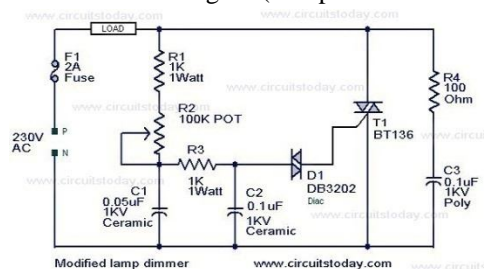 www.circuitstoday.com
LOAD
F1
2A
Fuse
R1
1K
1Watt
R2
100K POT
R3
1K
1Watt
C1
0.05uF
1KV
Ceramic
C2
0.1uF
1KV
Ceramic
D1
DB3202
Diac
T1
BT136
R4
100
Ohm
C3
0.1uF
1KV
Poly
230V
AC
P
N
Modified lamp dimmer
www.circuitstoday.com